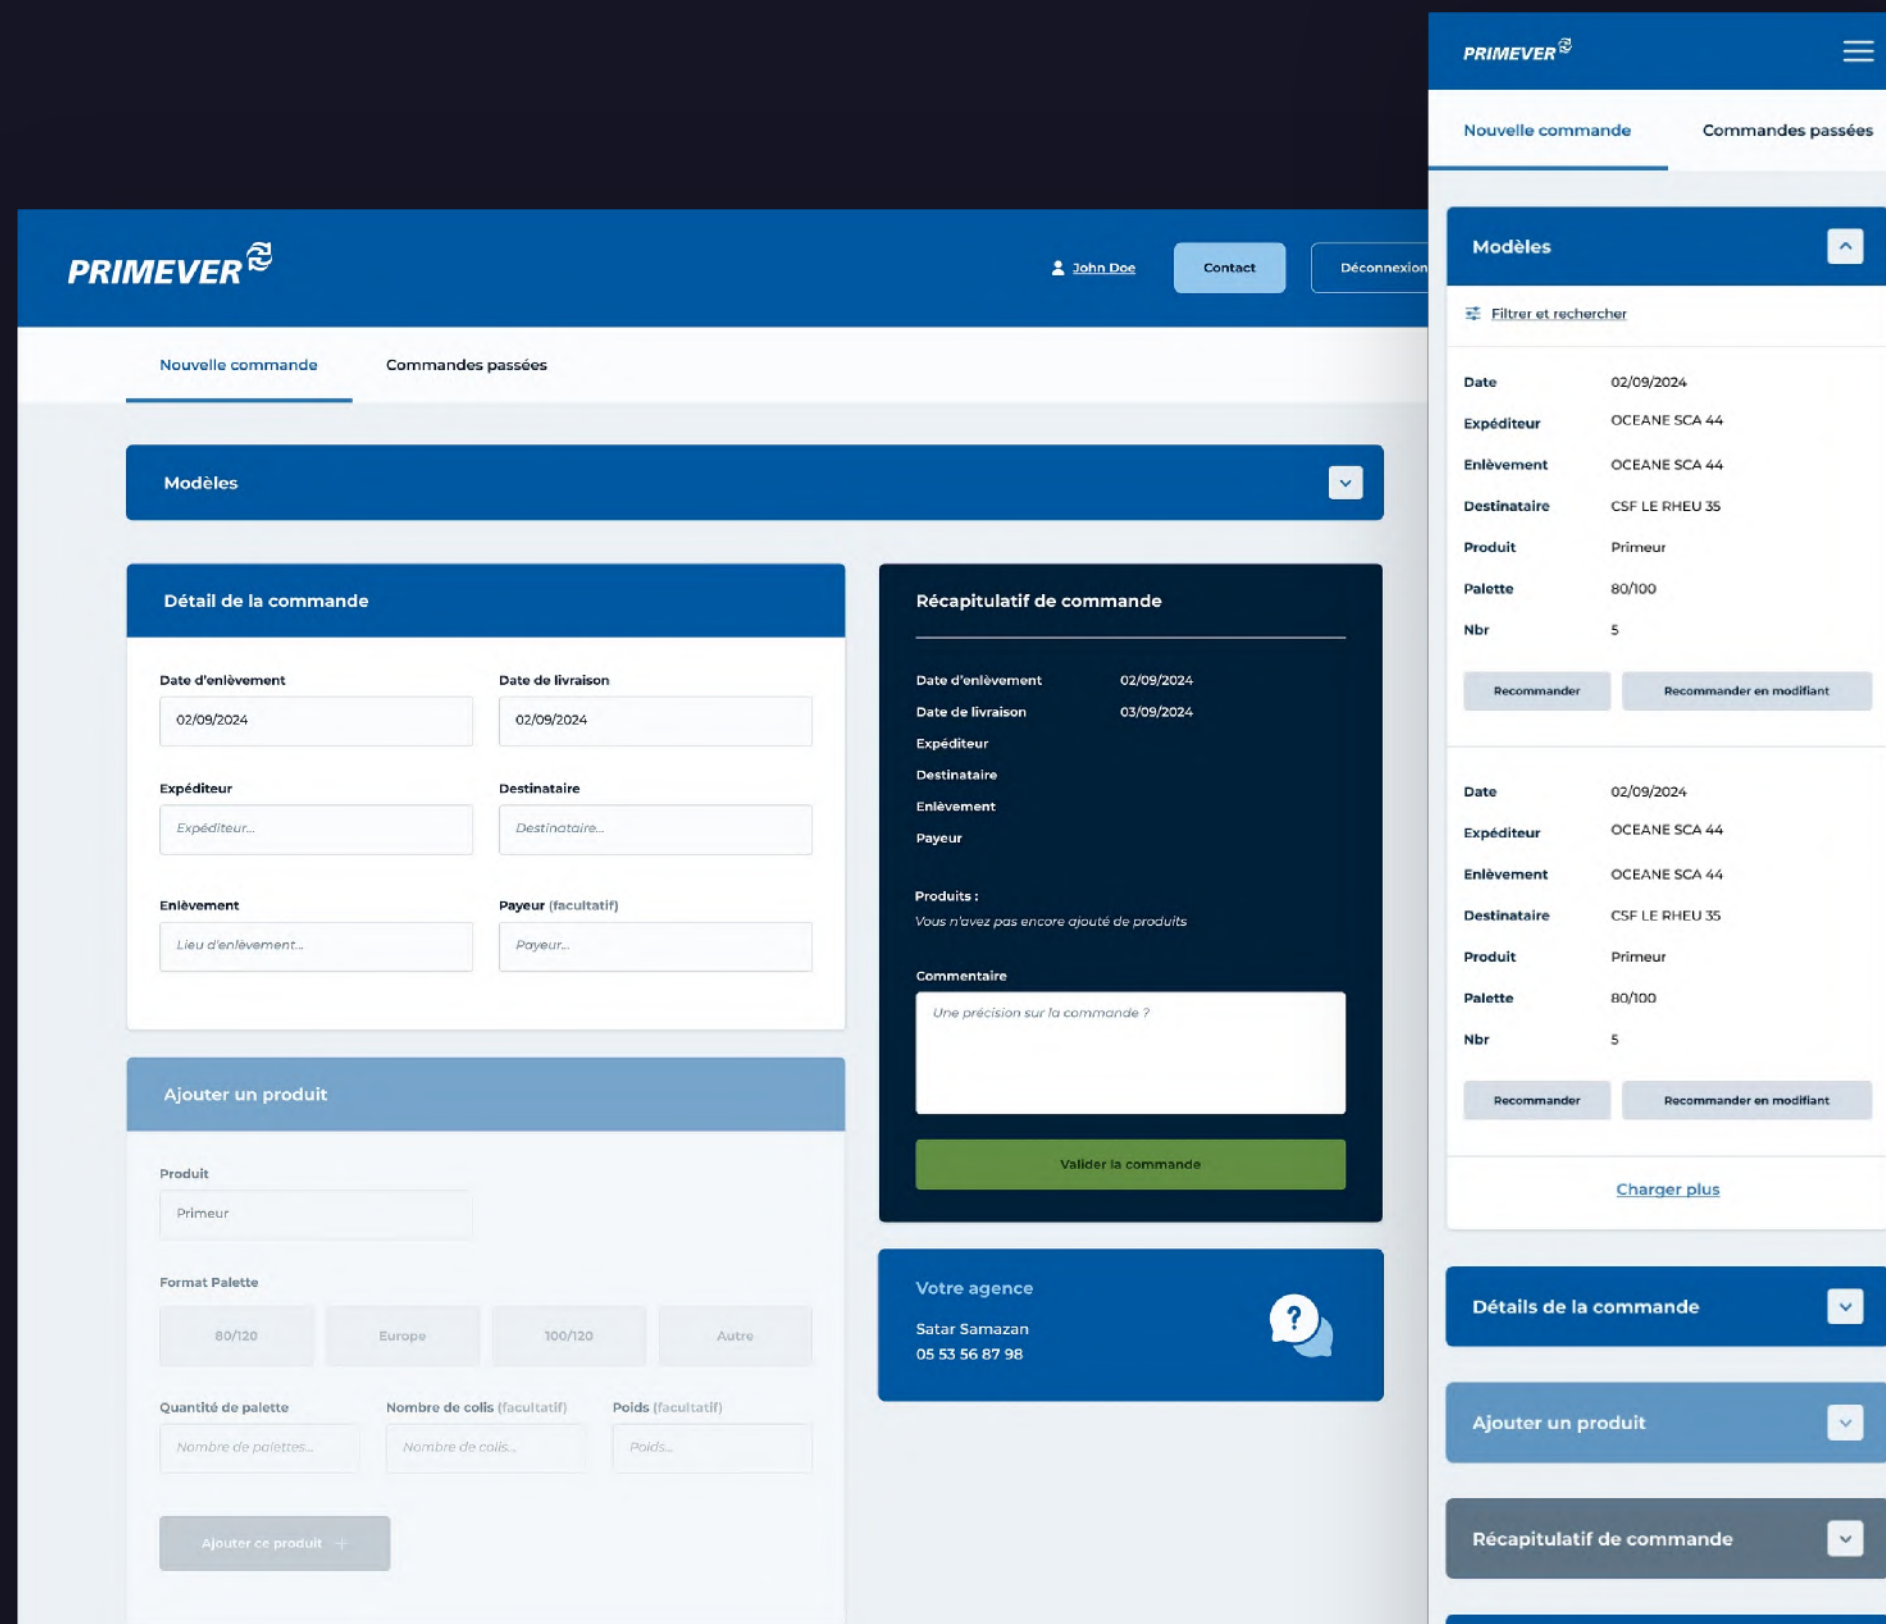 PRIMEVER
John Doe
Contact
Déconnexion
Nouvelle commande
Commandes passées
Modèles
Détail de la commande
Date d'enlèvement
Date de livraison
02/09/2024
02/09/2024
Expéditeur
Destinataire
Expéditeur...
Destinataire...
Enlèvement
Payeur (facultatif)
Lieu d'enlèvement...
Payeur...
Ajouter un produit
Produit
Primeur
Format Palette
80/120
Europe
100/120
Autre
Quantité de palette
Nombre de colis (facultatif)
Poids (facultatif)
Nombre de palettes...
Nombre de colis...
Poids...
Ajouter ce produit +
Récapitulatif de commande
Date d'enlèvement 02/09/2024
Date de livraison 03/09/2024
Expéditeur
Destinataire
Enlèvement
Payeur
Produits :
Vous n'avez pas encore ajouté de produits
Commentaire
Une précision sur la commande ?
Valider la commande
Votre agence
Satar Samazan
05 53 56 87 98
?
PRIMEVER
Nouvelle commande
Commandes passées
Modèles
Filtrer et rechercher
Date 02/09/2024
Expéditeur OCEANE SCA 44
Enlèvement OCEANE SCA 44
Destinataire CSF LE RHEU 35
Produit Primeur
Palette 80/100
Nbr 5
Recommander
Recommander en modifiant
Date 02/09/2024
Expéditeur OCEANE SCA 44
Enlèvement OCEANE SCA 44
Destinataire CSF LE RHEU 35
Produit Primeur
Palette 80/100
Nbr 5
Recommander
Recommander en modifiant
Charger plus
Détails de la commande
Ajouter un produit
Récapitulatif de commande